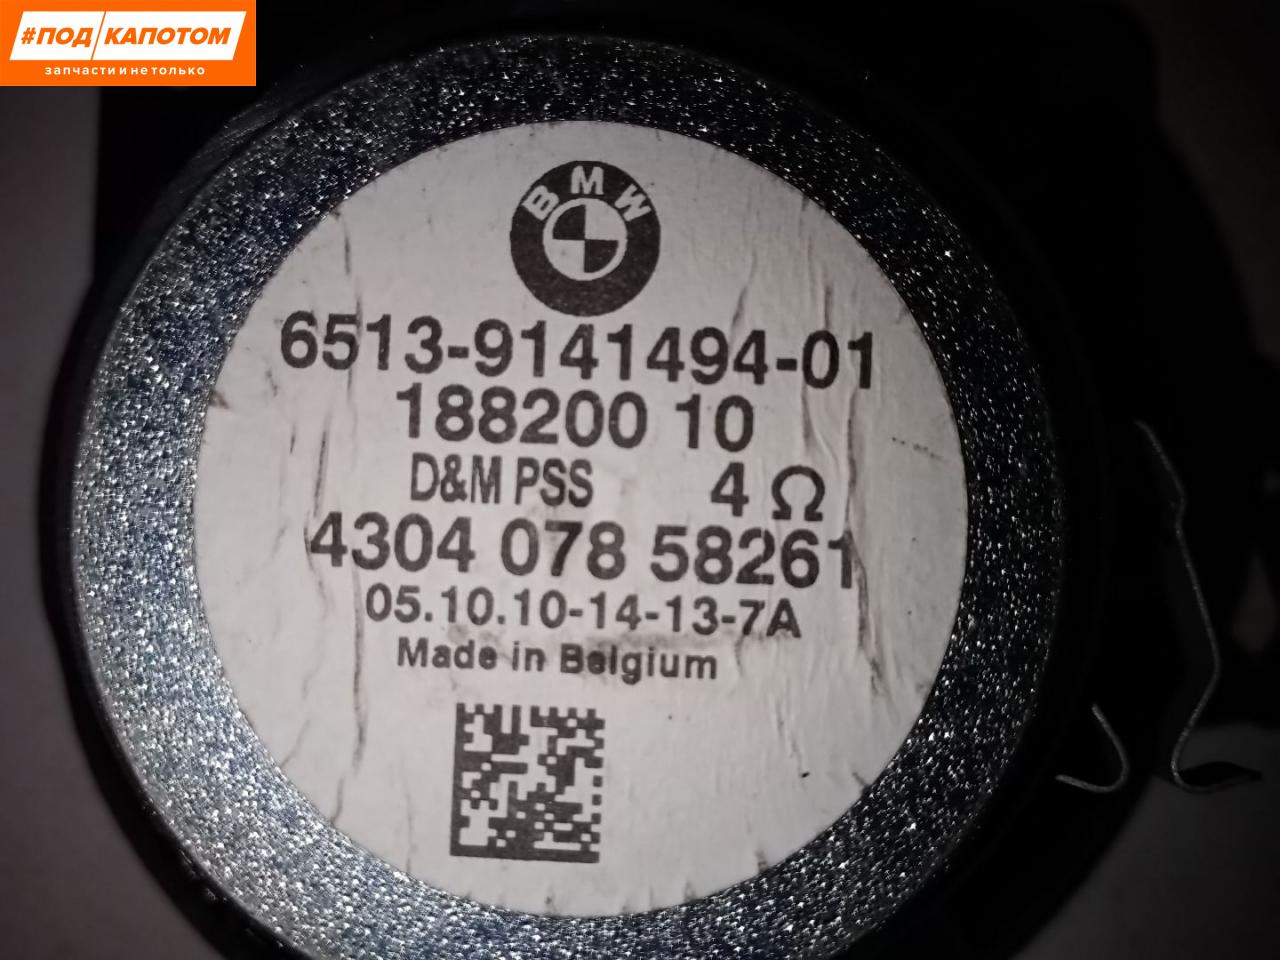 #ПОД/КАПОТОМ
запчасти и не только
BMW
6513-9141494-01
188200 10
D&M PSS 4 Ω
4304 078 58261
05.10.10-14-13-7A
Made in Belgium